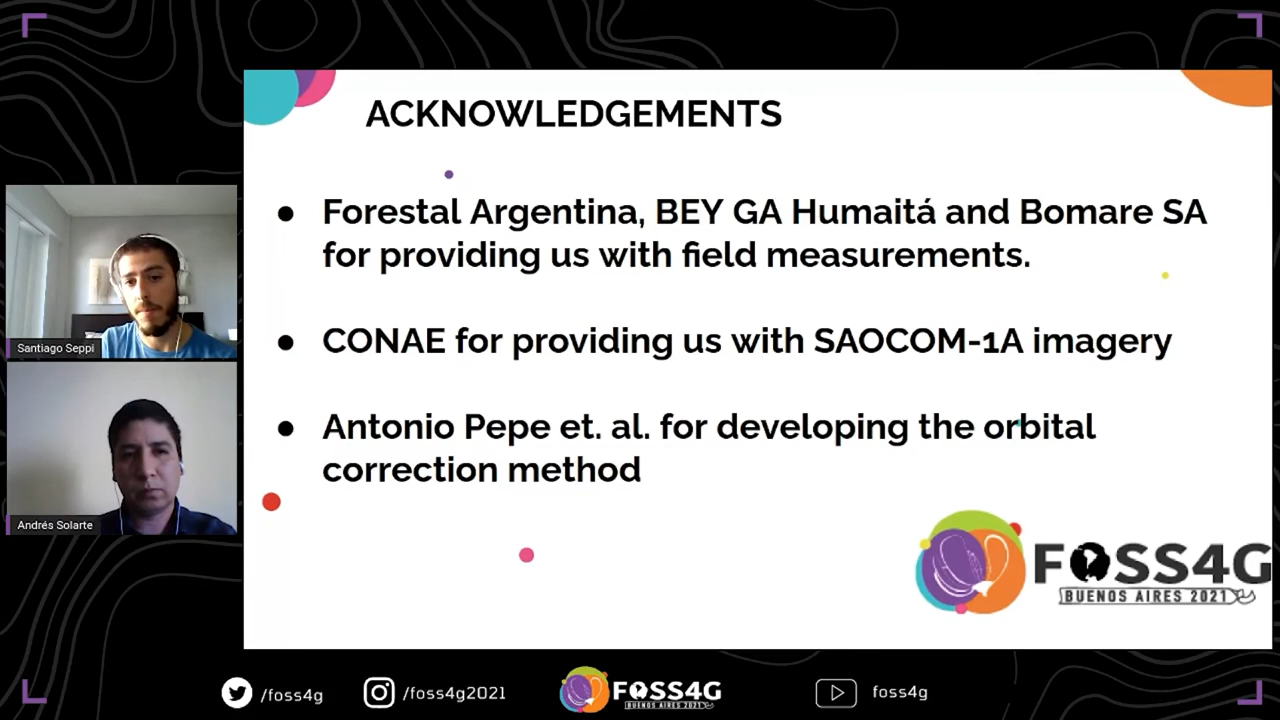 ACKNOWLEDGEMENTS
● Forestal Argentina, BEY GA Humaitá and Bomare SA
for providing us with field measurements.
● CONAE for providing us with SAOCOM-1A imagery
● Antonio Pepe et. al. for developing the orbital
correction method
Santiago Seppi
Andrés Solarte
FOSS4G
BUENOS AIRES 2021
/foss4g
/foss4g2021
FOSS4G
BUENOS AIRES 2021
foss4g